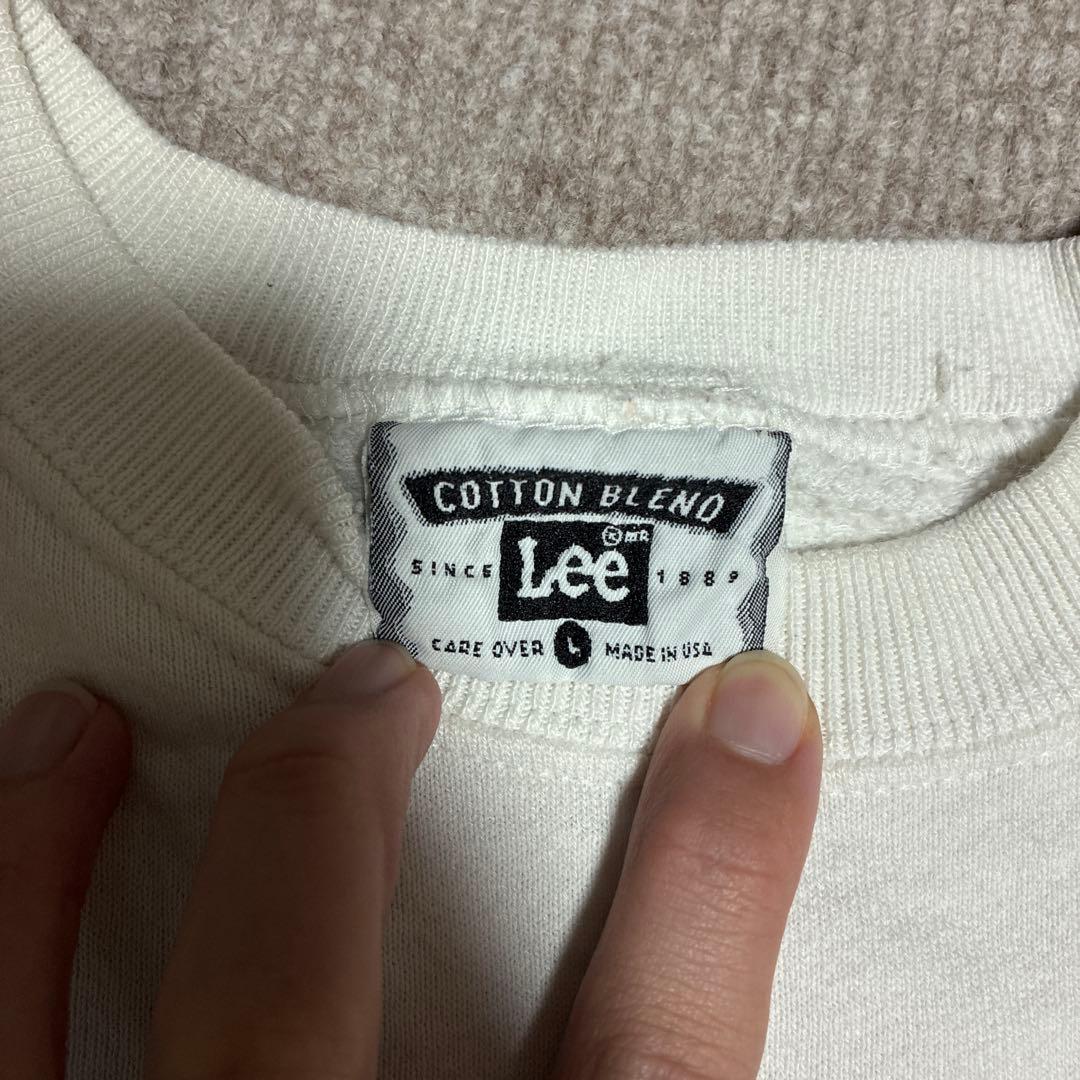 COTTON BLEND
Lee ® MR
SINCE 1889
CARE OVER L MADE IN USA